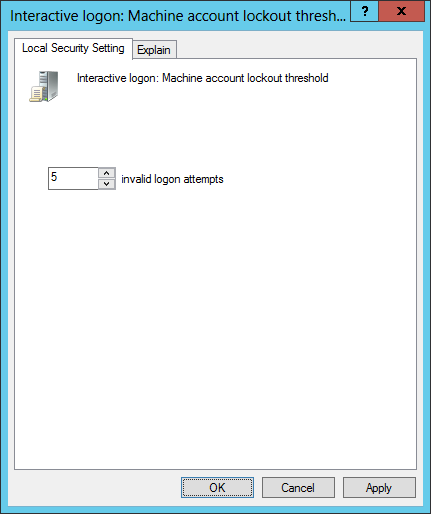 Interactive logon: Machine account lockout thresh...
? x
Local Security Setting Explain
Interactive logon: Machine account lockout threshold
5 invalid logon attempts
OK Cancel Apply